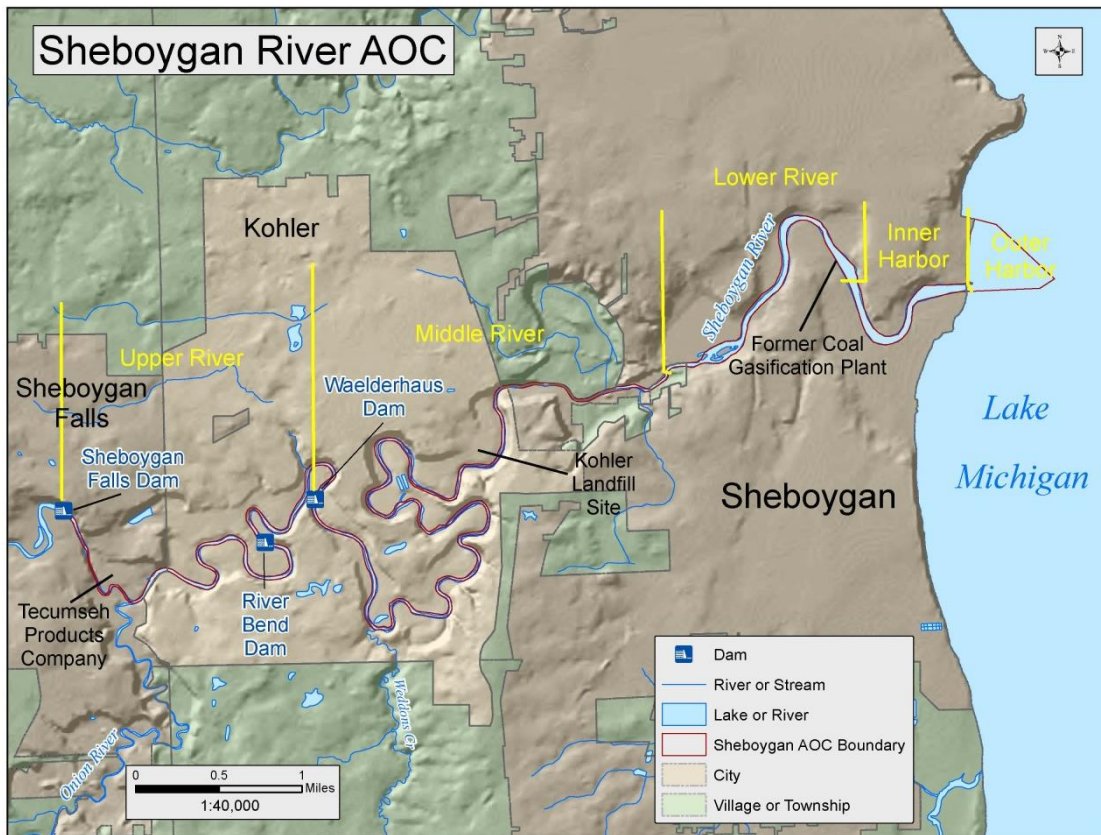 Sheboygan River AOC
N
W
E
S
Lower River
Kohler
Sheboygan River
Inner
Harbor
Outer
Harbor
Middle River
Upper River
Former Coal
Gasification Plant
Sheboygan
Falls
Waelderhaus
Dam
Lake
Michigan
Sheboygan
Falls Dam
Kohler
Landfill
Site
Sheboygan
Tecumseh
Products
Company
River
Bend
Dam
Weddons Cr
Onion River
0 0.5 1
Miles
1:40,000
Dam
River or Stream
Lake or River
Sheboygan AOC Boundary
City
Village or Township